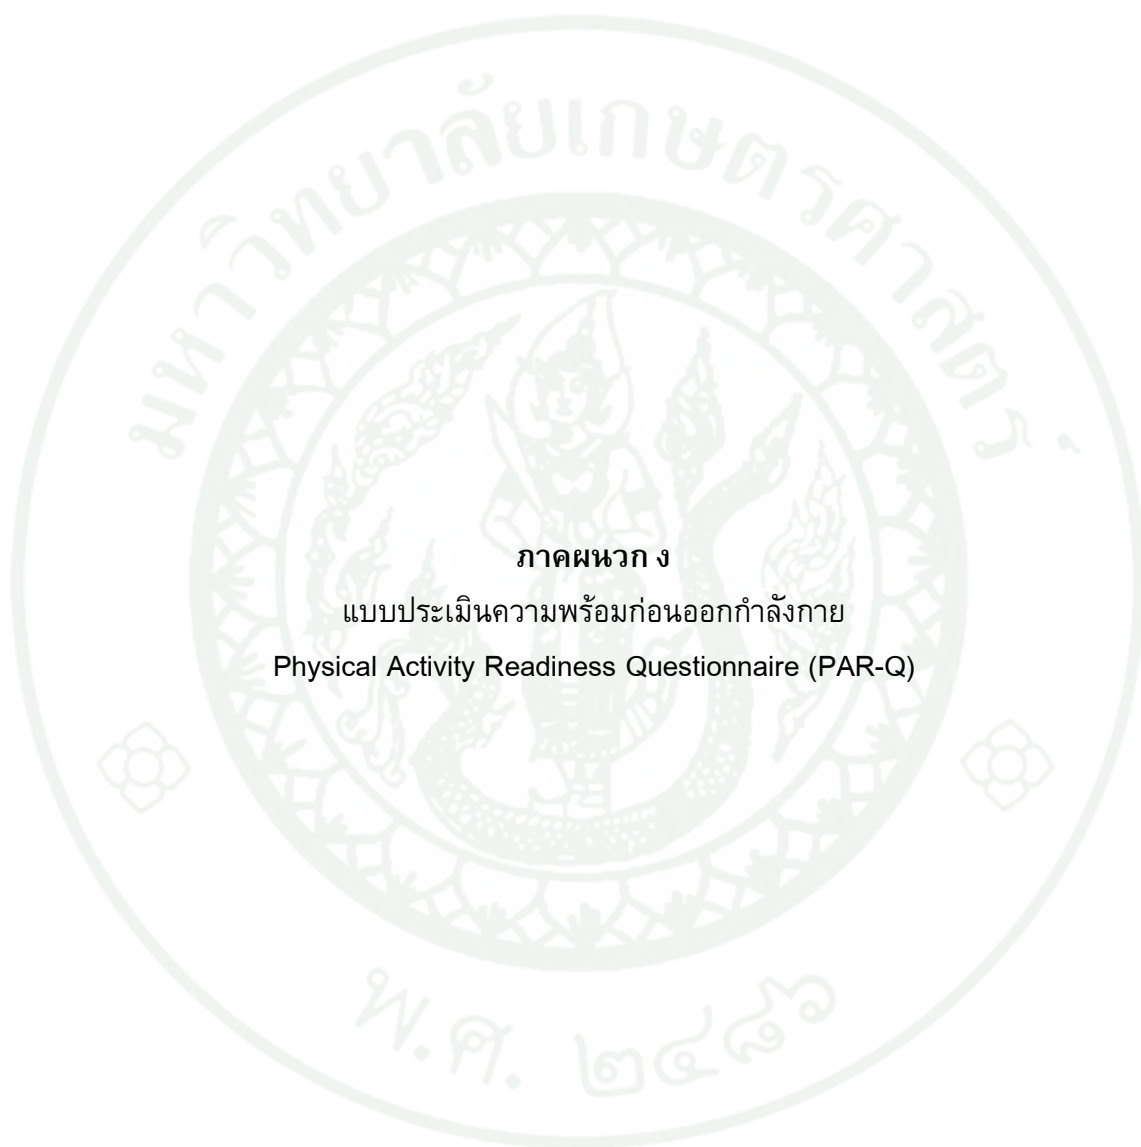 มหาวิทยาลัยเกษตรศาสตร์
ภาคผนวก ง
แบบประเมินความพร้อมก่อนออกกำลังกาย
Physical Activity Readiness Questionnaire (PAR-Q)
พ.ศ. ๒๔๘๖